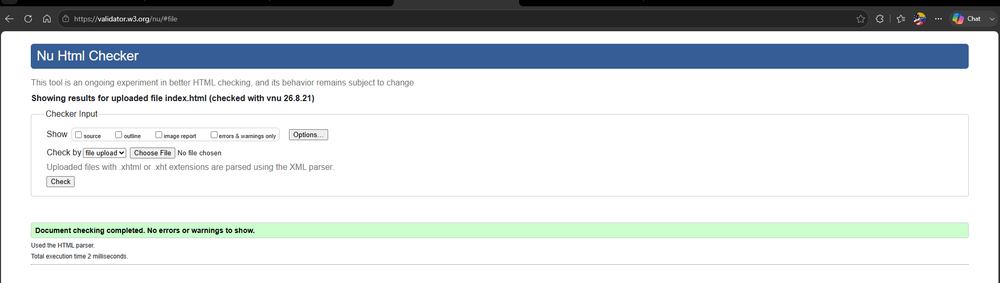 https://validator.w3.org/nu/#file
Chat
Nu Html Checker
This tool is an ongoing experiment in better HTML checking, and its behavior remains subject to change
Showing results for uploaded file index.html (checked with vnu 26.8.21)
Checker Input
Show source outline image report errors & warnings only Options...
Check by file upload Choose File No file chosen
Uploaded files with .xhtml or .xht extensions are parsed using the XML parser.
Check
Document checking completed. No errors or warnings to show.
Used the HTML parser.
Total execution time 2 milliseconds.